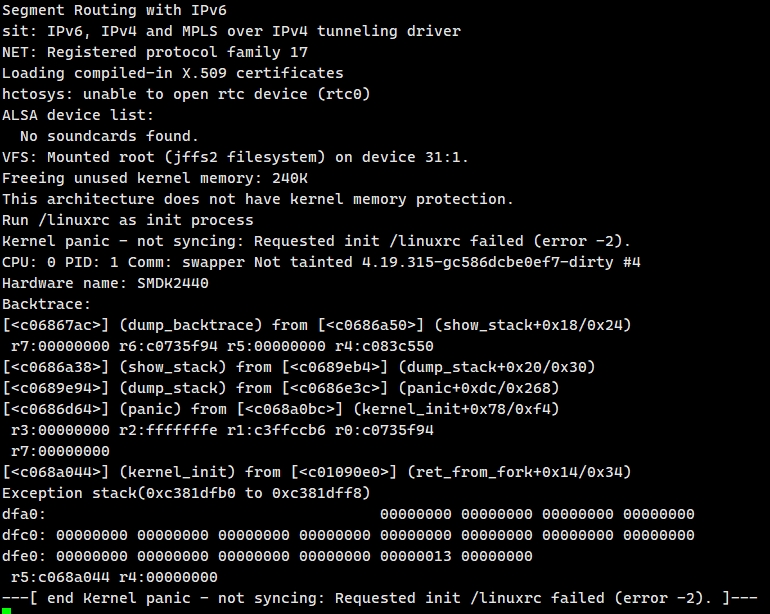 Segment Routing with IPv6
sit: IPv6, IPv4 and MPLS over IPv4 tunneling driver
NET: Registered protocol family 17
Loading compiled-in X.509 certificates
hctosys: unable to open rtc device (rtc0)
ALSA device list:
  No soundcards found.
VFS: Mounted root (jffs2 filesystem) on device 31:1.
Freeing unused kernel memory: 240K
This architecture does not have kernel memory protection.
Run /linuxrc as init process
Kernel panic - not syncing: Requested init /linuxrc failed (error -2).
CPU: 0 PID: 1 Comm: swapper Not tainted 4.19.315-gc586dcbe0ef7-dirty #4
Hardware name: SMDK2440
Backtrace:
[<c06867ac>] (dump_backtrace) from [<c0686a50>] (show_stack+0x18/0x24)
 r7:00000000 r6:c0735f94 r5:00000000 r4:c083c550
[<c0686a38>] (show_stack) from [<c0689eb4>] (dump_stack+0x20/0x30)
[<c0689e94>] (dump_stack) from [<c0686e3c>] (panic+0xdc/0x268)
[<c0686d64>] (panic) from [<c068a0bc>] (kernel_init+0x78/0xf4)
 r3:00000000 r2:fffffffe r1:c3ffccb6 r0:c0735f94
 r7:00000000
[<c068a044>] (kernel_init) from [<c01090e0>] (ret_from_fork+0x14/0x34)
Exception stack(0xc381dfb0 to 0xc381dff8)
dfa0:                                     00000000 00000000 00000000 00000000
dfc0: 00000000 00000000 00000000 00000000 00000000 00000000 00000000 00000000
dfe0: 00000000 00000000 00000000 00000000 00000013 00000000
 r5:c068a044 r4:00000000
---[ end Kernel panic - not syncing: Requested init /linuxrc failed (error -2). ]---